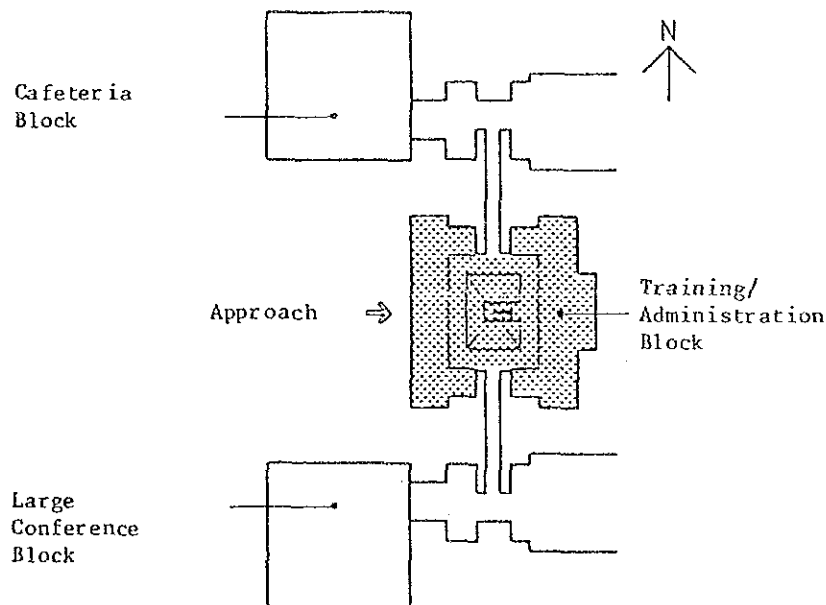 N
Cafeteria
Block
Approach
Training/
Administration
Block
Large
Conference
Block